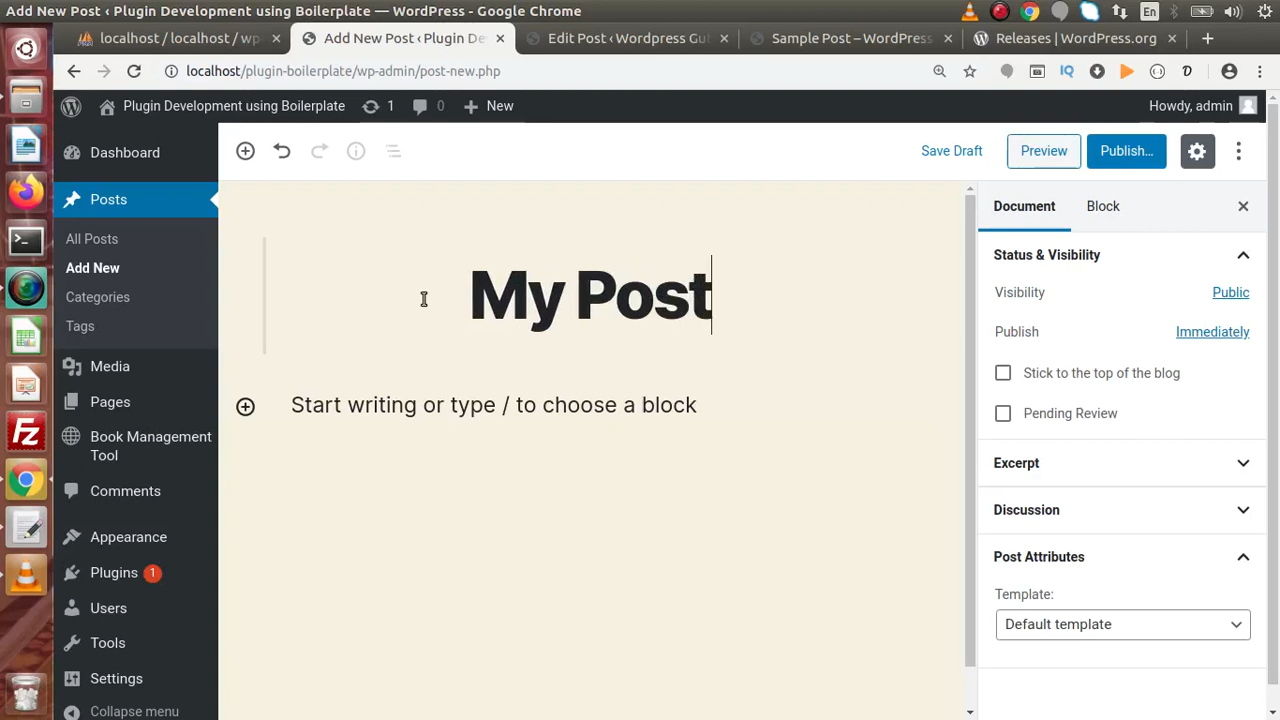 Add New Post ‹ Plugin Development using Boilerplate — WordPress - Google Chrome
En
localhost / localhost / wp
Add New Post ‹ Plugin De
Edit Post ‹ Wordpress Gut
Sample Post – WordPress
Releases | WordPress.org
localhost/plugin-boilerplate/wp-admin/post-new.php
IQ
Plugin Development using Boilerplate
1
0
New
Howdy, admin
Dashboard
Posts
All Posts
Add New
Categories
Tags
Media
Pages
Book Management
Tool
Comments
Appearance
Plugins 1
Users
Tools
Settings
Collapse menu
Save Draft
Preview
Publish…
My Post
Start writing or type / to choose a block
Document
Block
Status & Visibility
Visibility
Public
Publish
Immediately
Stick to the top of the blog
Pending Review
Excerpt
Discussion
Post Attributes
Template:
Default template